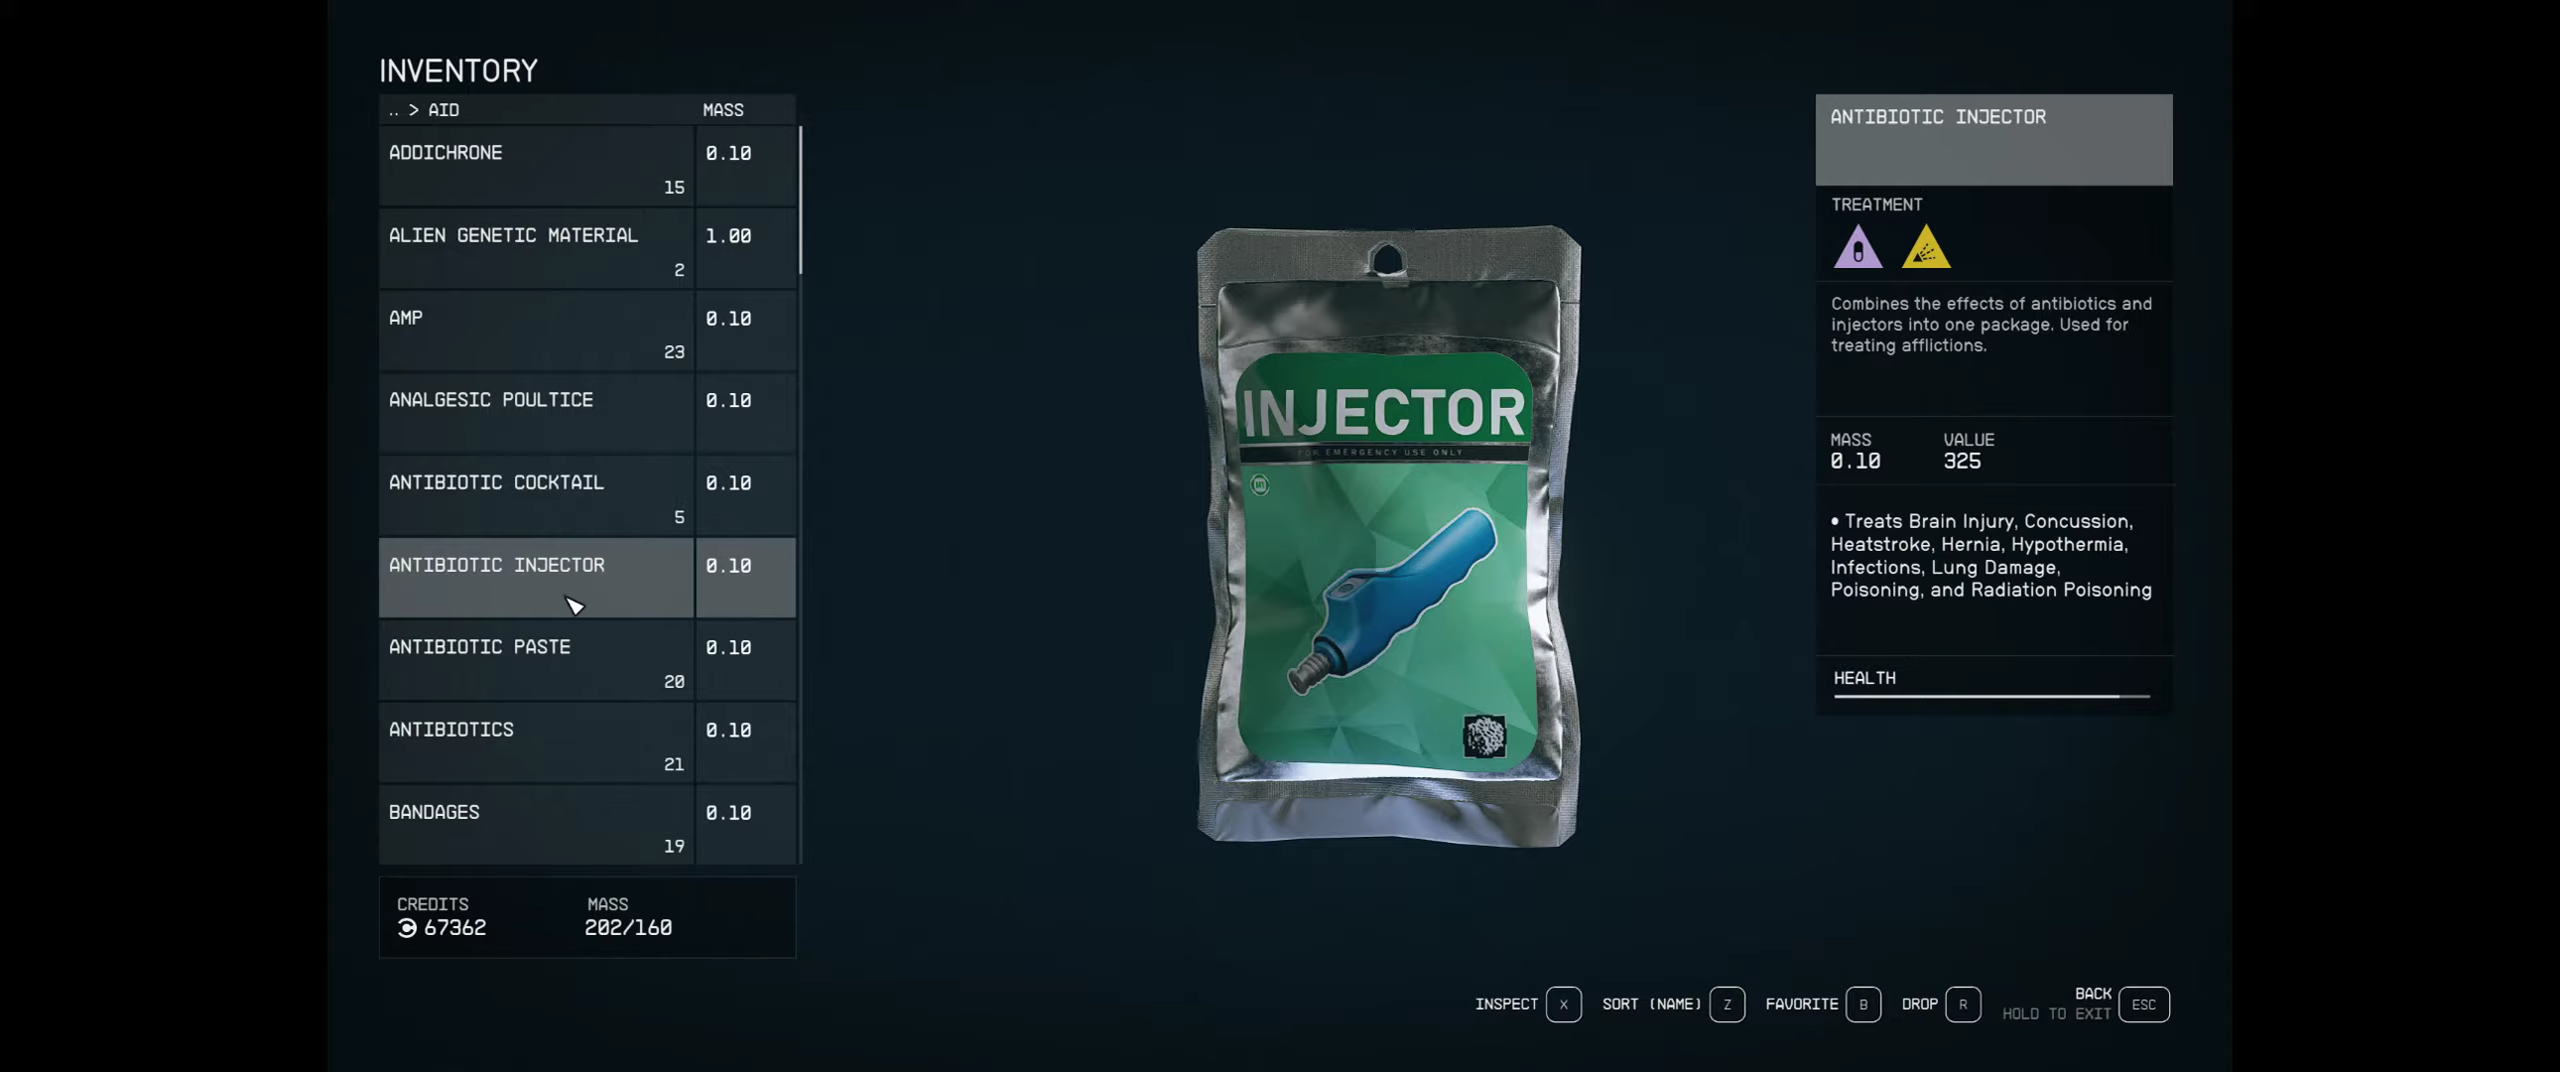 INVENTORY
.. > AID MASS
ADDICHRONE 0.10
15
ALIEN GENETIC MATERIAL 1.00
2
AMP 0.10
23
ANALGESIC POULTICE 0.10
ANTIBIOTIC COCKTAIL 0.10
5
ANTIBIOTIC INJECTOR 0.10
ANTIBIOTIC PASTE 0.10
20
ANTIBIOTICS 0.10
21
BANDAGES 0.10
19
CREDITS MASS
67362 202/160
INJECTOR
FOR EMERGENCY USE ONLY
ANTIBIOTIC INJECTOR
TREATMENT
Combines the effects of antibiotics and
injectors into one package. Used for
treating afflictions.
MASS VALUE
0.10 325
• Treats Brain Injury, Concussion,
Heatstroke, Hernia, Hypothermia,
Infections, Lung Damage,
Poisoning, and Radiation Poisoning
HEALTH
INSPECT X SORT (NAME) Z FAVORITE B DROP R BACK ESC
HOLD TO EXIT